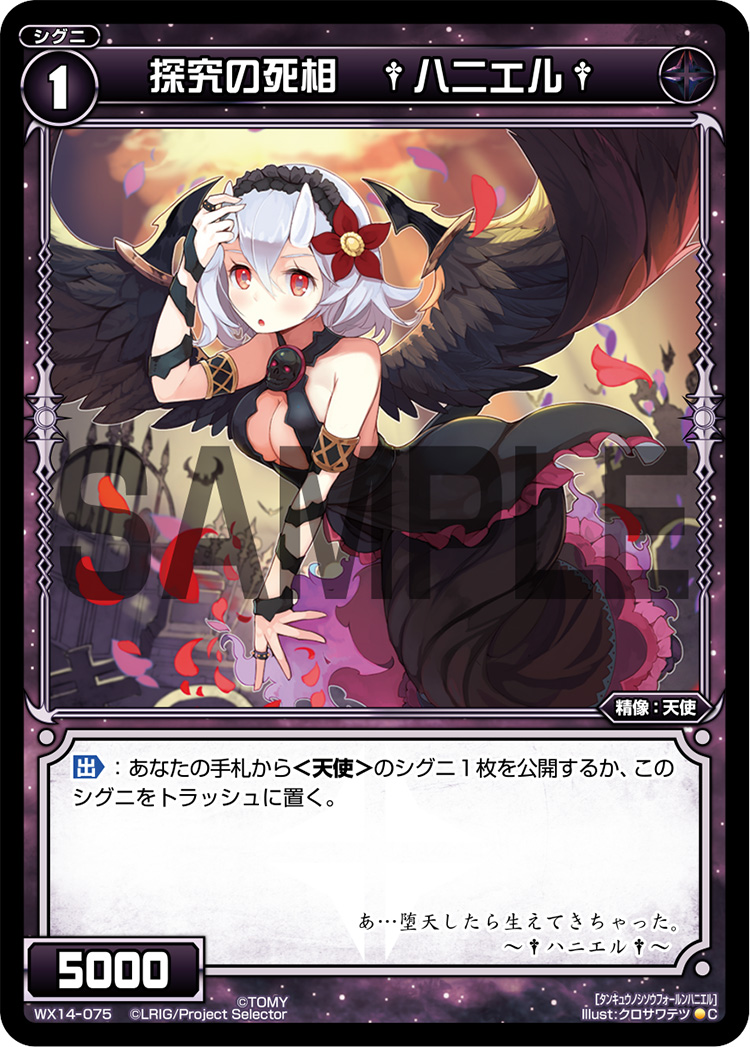 シグニ
1
探究の死相 †ハニエル†
SAMPLE
精像：天使
出：あなたの手札から＜天使＞のシグニ１枚を公開するか、この
シグニをトラッシュに置く。
あ…堕天したら生えてきちゃった。
～†ハニエル†～
5000
WX14-075 ©LRIG/Project Selector
©TOMY
[タンキュウノシソウフォールンハニエル]
Illust:クロサワテツ C